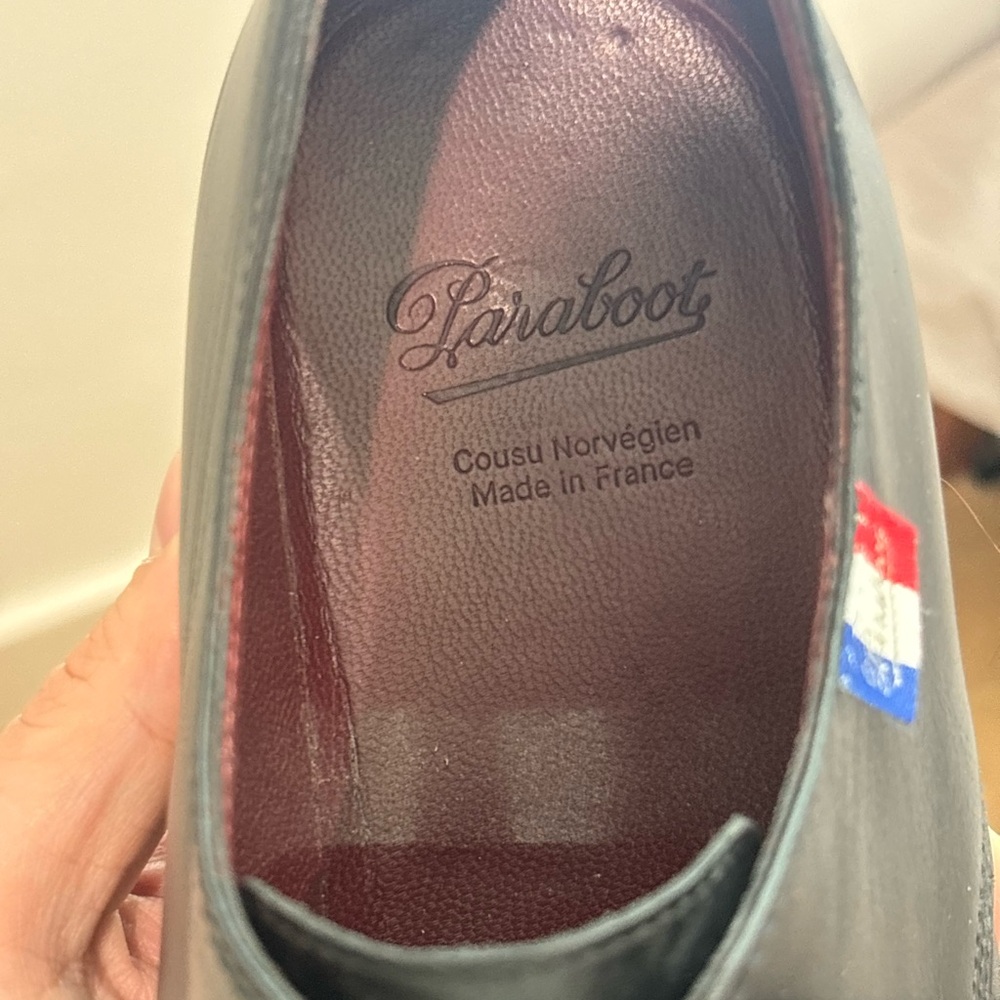 Paraboot
Cousu Norvégien
Made in France